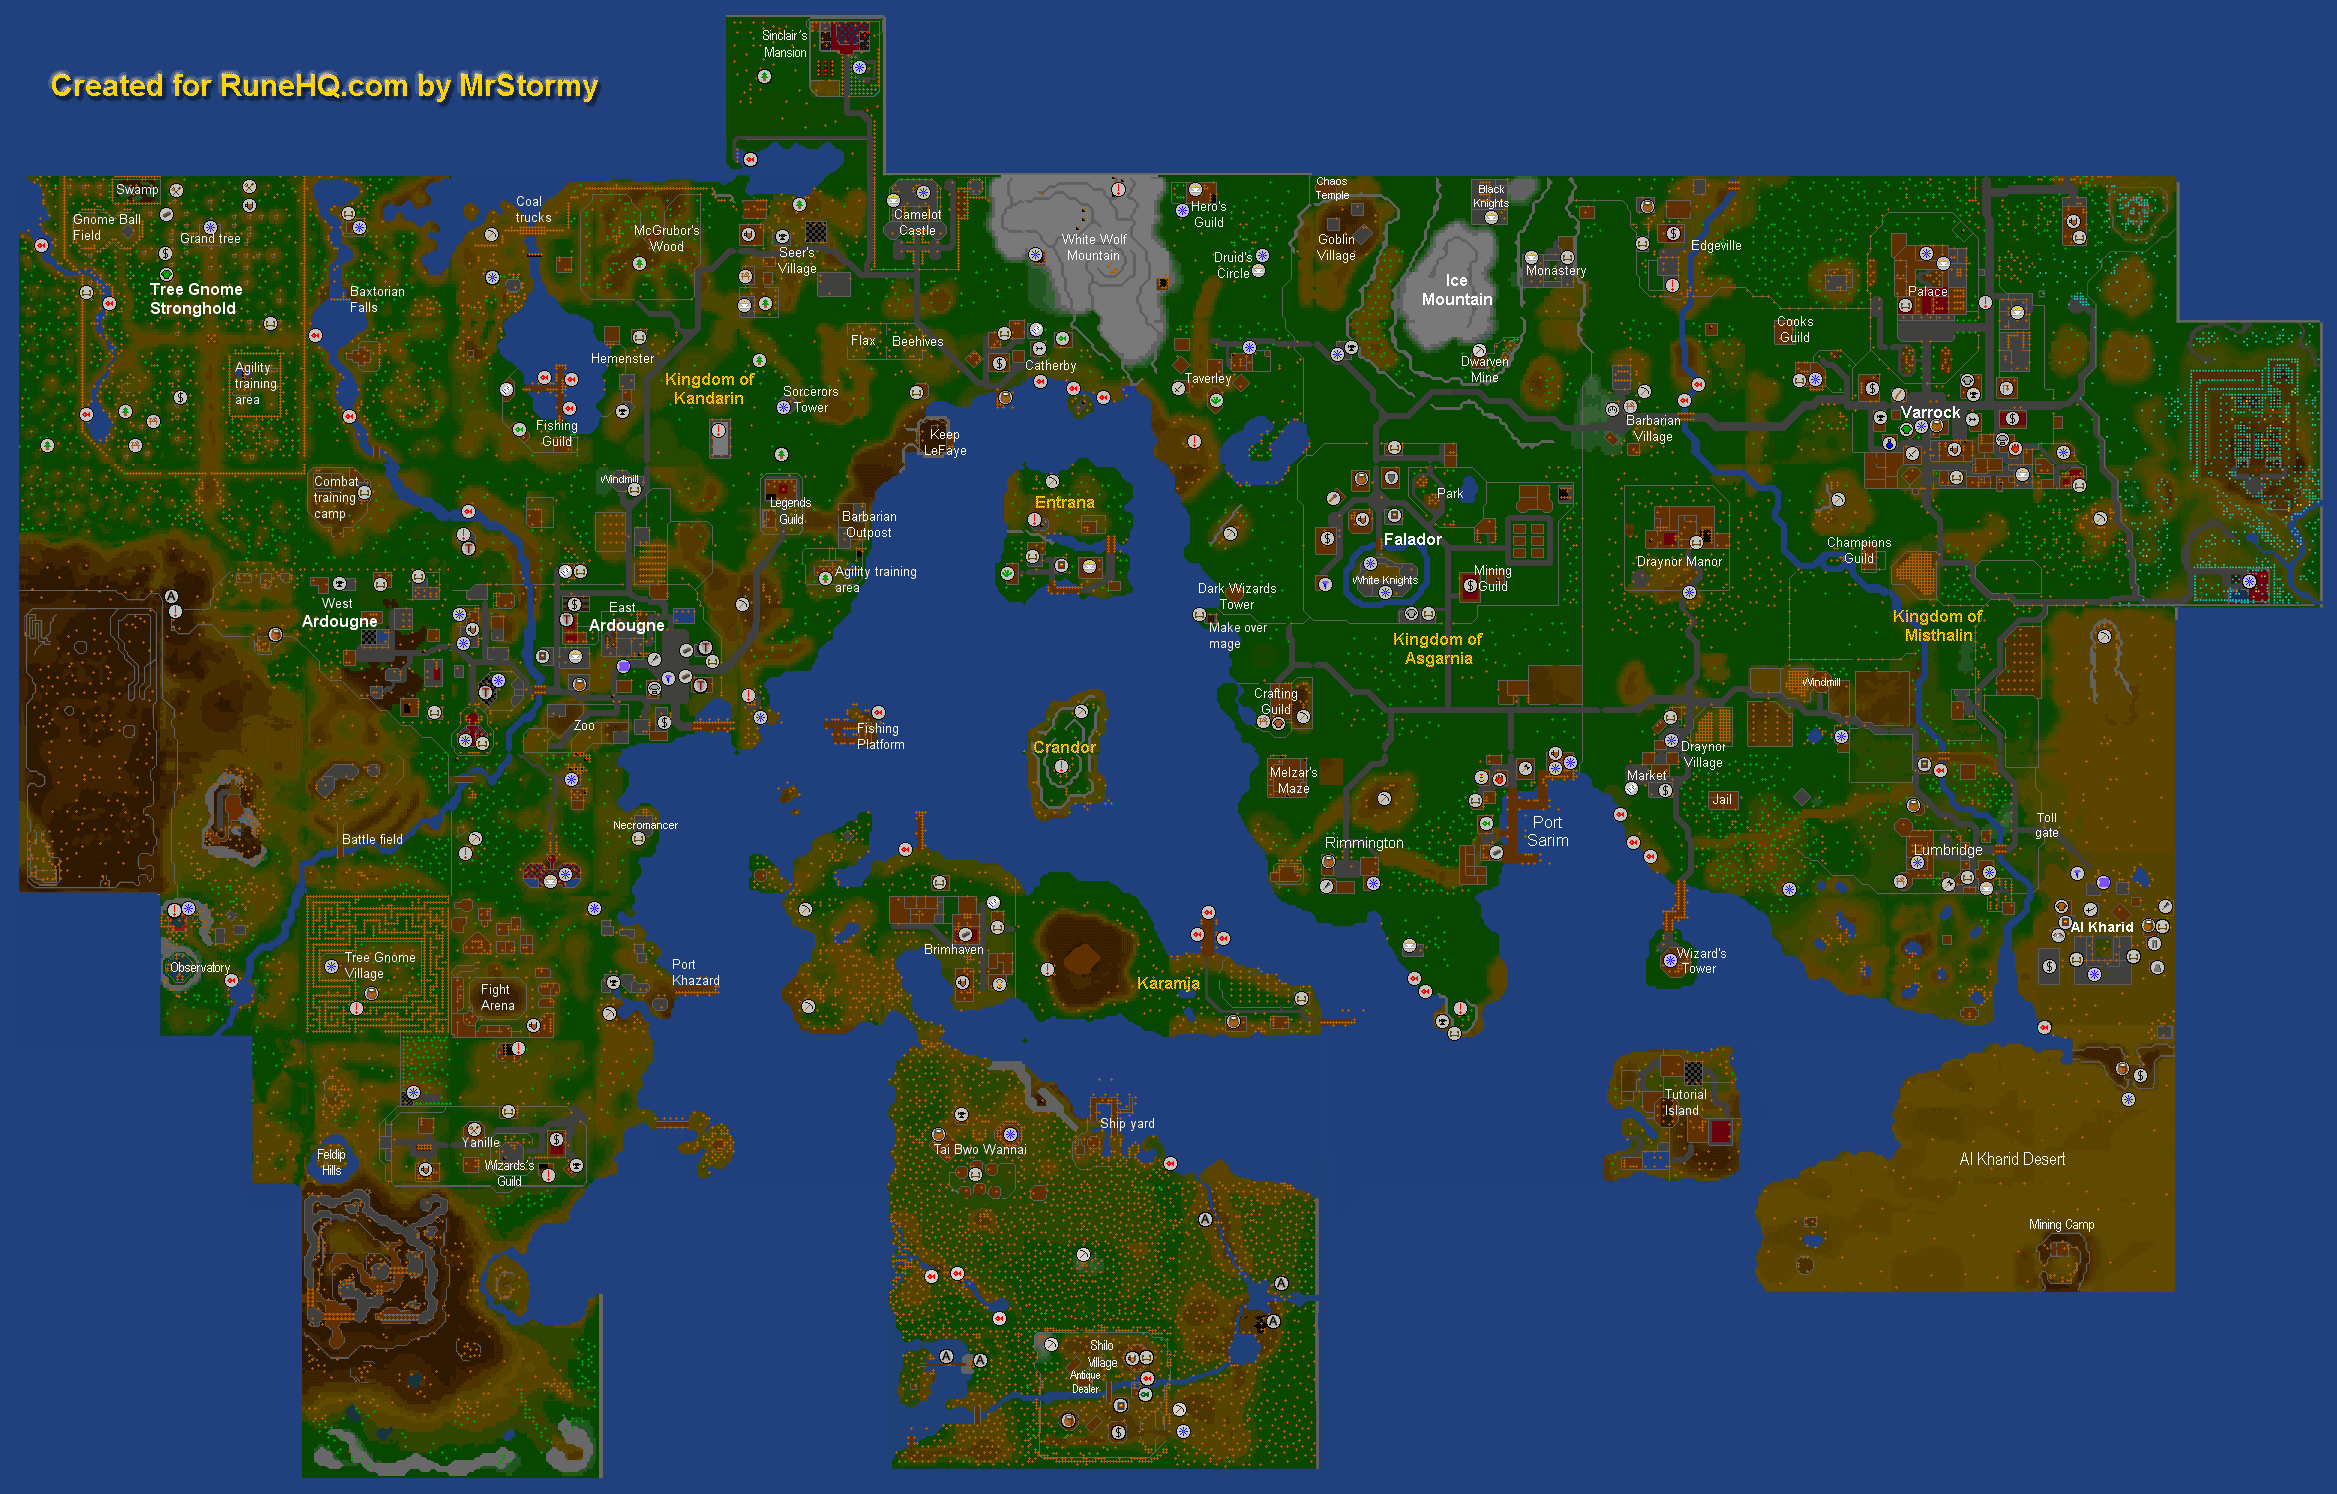 Sinclair's
Mansion
Created for RuneHQ.com by MrStormy
Swamp
Gnome Ball
Field
Grand tree
Tree Gnome
Stronghold
Baxtorian
Falls
Coal
trucks
McGrubor's
Wood
Seer's
Village
Camelot
Castle
White Wolf
Mountain
Hero's
Guild
Druid's
Circle
Chaos
Temple
Goblin
Village
Black
Knights
Ice
Mountain
Monastery
Edgeville
Palace
Cooks
Guild
Agility
training
area
Hemenster
Kingdom of
Kandarin
Flax
Beehives
Catherby
Taverley
Dwarven
Mine
Sorcerors
Tower
Fishing
Guild
Keep
LeFaye
Barbarian
Village
Varrock
Combat
training
camp
Windmill
Legends
Guild
Barbarian
Outpost
Agility training
area
Entrana
Park
Falador
White Knights
Mining
Guild
Draynor Manor
Champions
Guild
West
Ardougne
East
Ardougne
Dark Wizards
Tower
Make over
mage
Kingdom of
Asgarnia
Kingdom of
Misthalin
Zoo
Fishing
Platform
Crandor
Crafting
Guild
Windmill
Draynor
Village
Market
Melzar's
Maze
Jail
Battle field
Necromancer
Rimmington
Port
Sarim
Lumbridge
Toll
gate
Observatory
Tree Gnome
Village
Fight
Arena
Port
Khazard
Brimhaven
Karamja
Wizard's
Tower
Al Kharid
Feldip
Hills
Yanille
Wizards's
Guild
Tai Bwo Wannai
Ship yard
Tutorial
Island
Al Kharid Desert
Mining Camp
Shilo
Village
Antique
Dealer